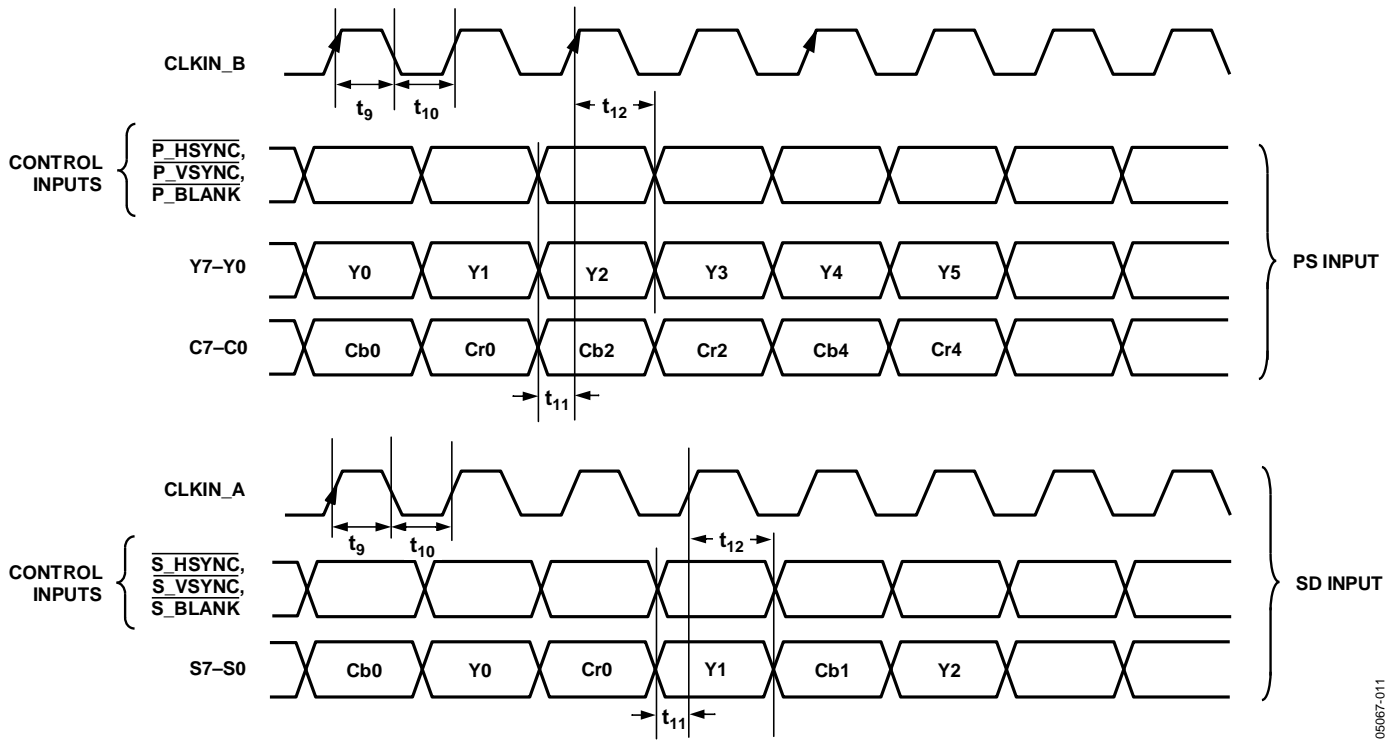 CLKIN_B
t9
t10
t12
CONTROL
INPUTS
P_HSYNC,
P_VSYNC,
P_BLANK
Y7–Y0
Y0
Y1
Y2
Y3
Y4
Y5
PS INPUT
C7–C0
Cb0
Cr0
Cb2
Cr2
Cb4
Cr4
t11
CLKIN_A
t9
t10
t12
CONTROL
INPUTS
S_HSYNC,
S_VSYNC,
S_BLANK
SD INPUT
S7–S0
Cb0
Y0
Cr0
Y1
Cb1
Y2
t11
05067-011